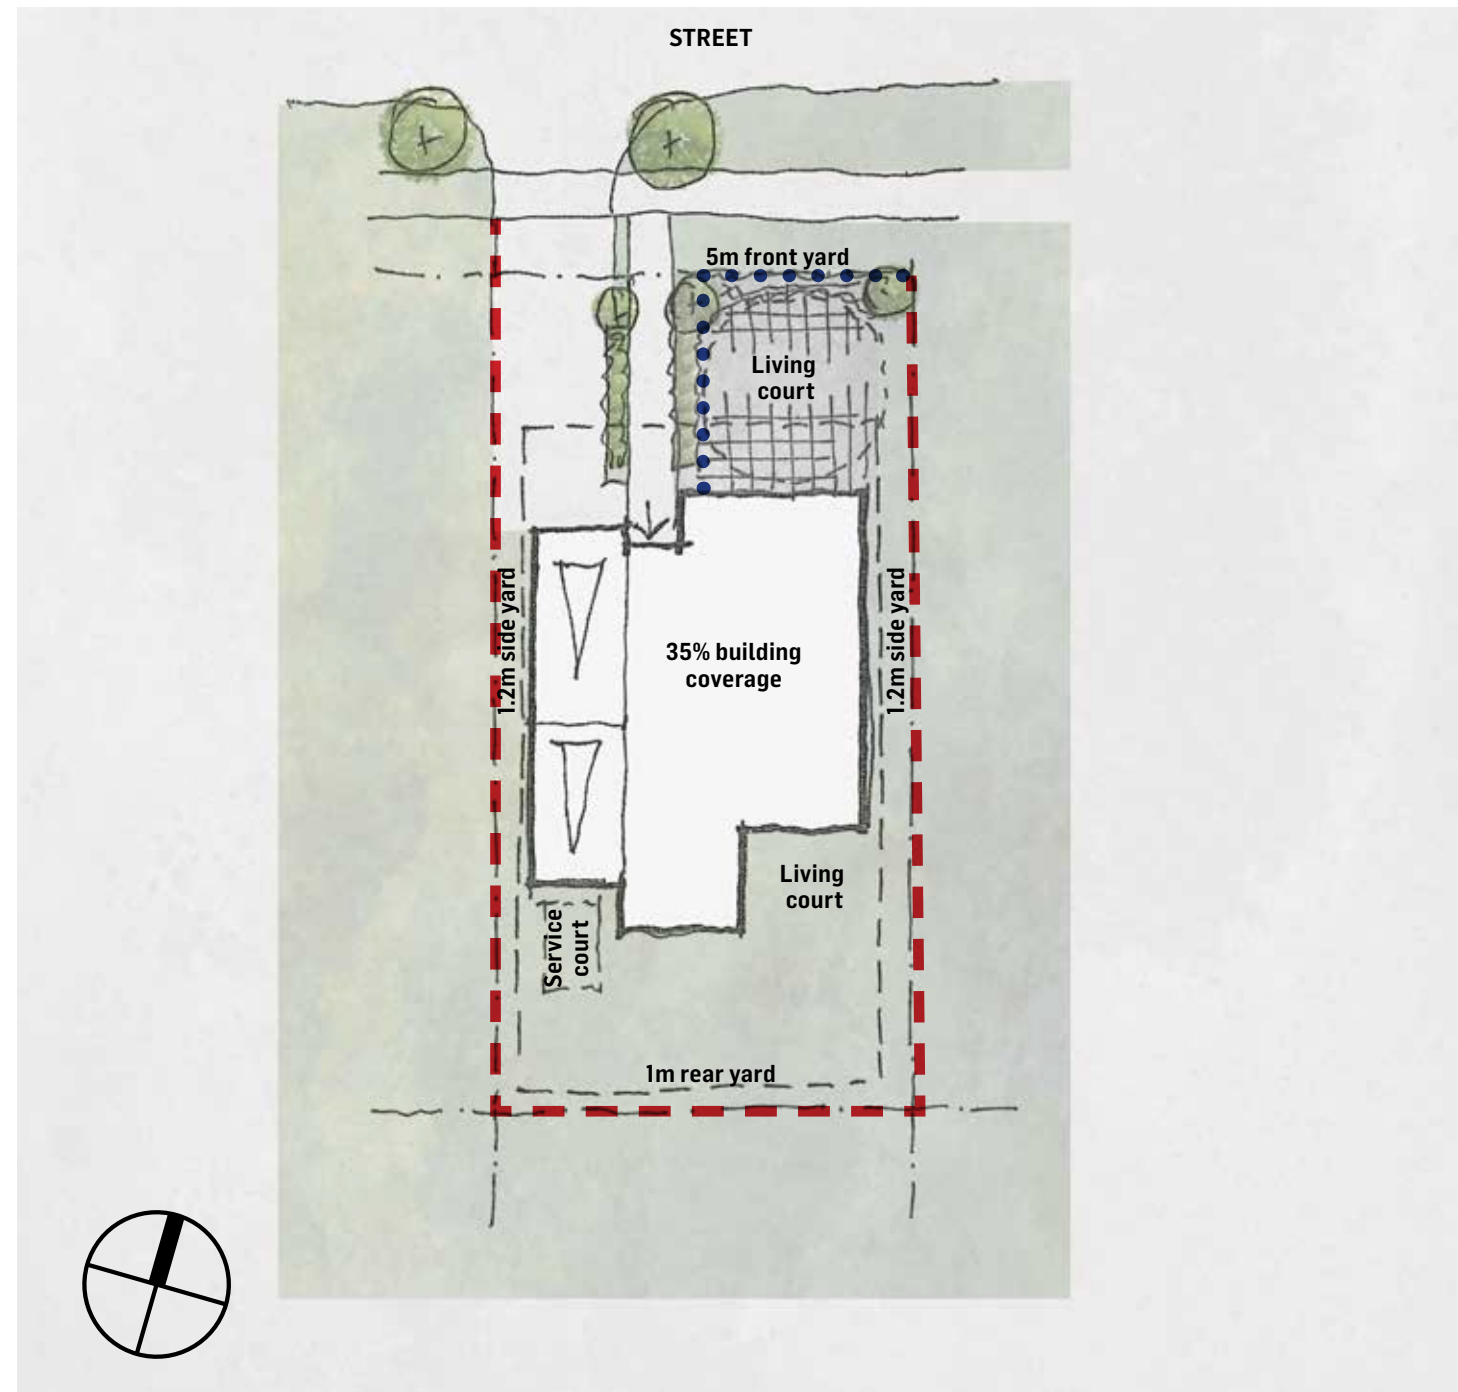 STREET
5m front yard
Living
court
1.2m side yard
35% building
coverage
1.2m side yard
Living
court
Service
court
1m rear yard